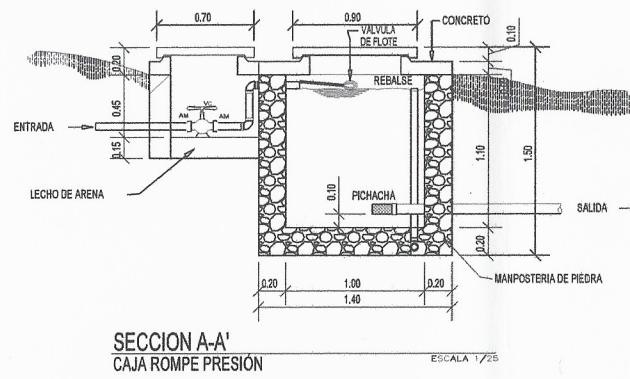 0.70
0.90
VALVULA
DE FLOTE
CONCRETO
0.10
0.20
REBALSE
0.45
VC
AM
AM
ENTRADA
0.15
1.10
1.50
LECHO DE ARENA
PICHACHA
0.10
SALIDA
0.20
MANPOSTERIA DE PIEDRA
0.20
1.00
0.20
1.40
SECCION A-A'
CAJA ROMPE PRESIÓN
ESCALA 1/25